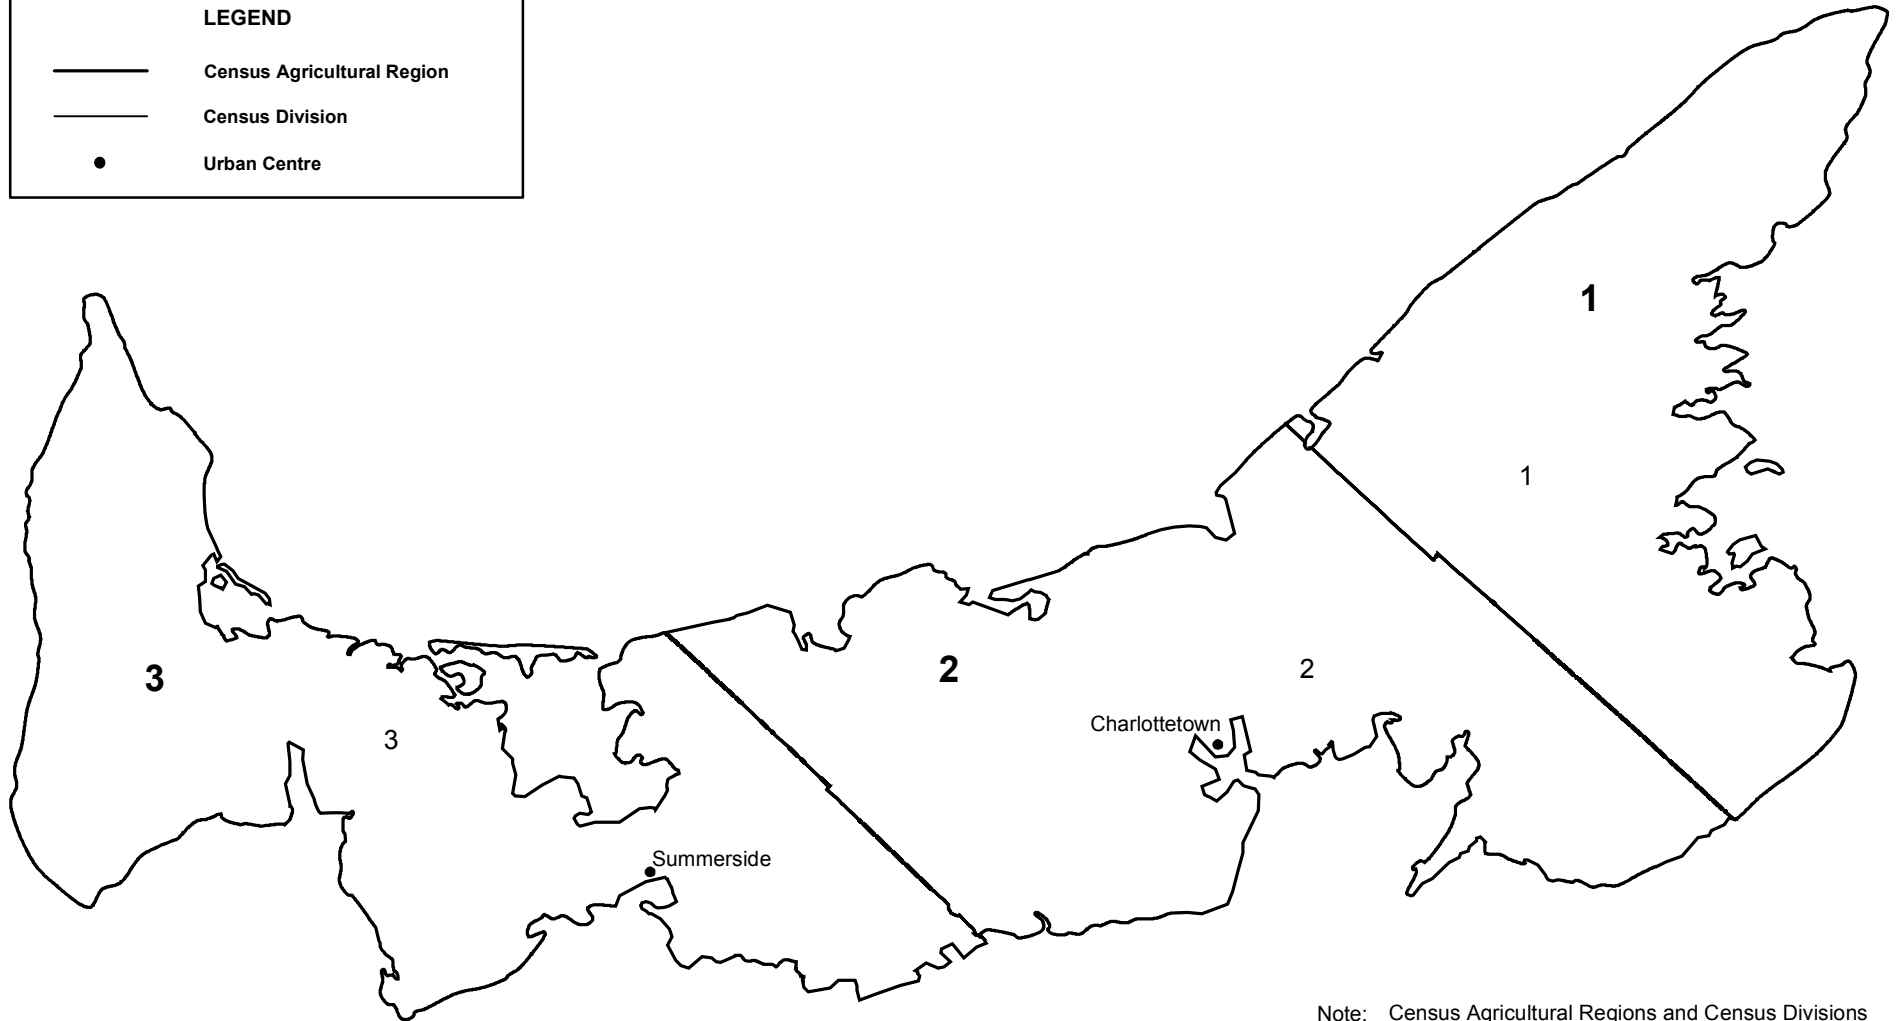 LEGEND
Census Agricultural Region
Census Division
Urban Centre
1
1
3
2
2
3
Charlottetown
Summerside
Note: Census Agricultural Regions and Census Divisions